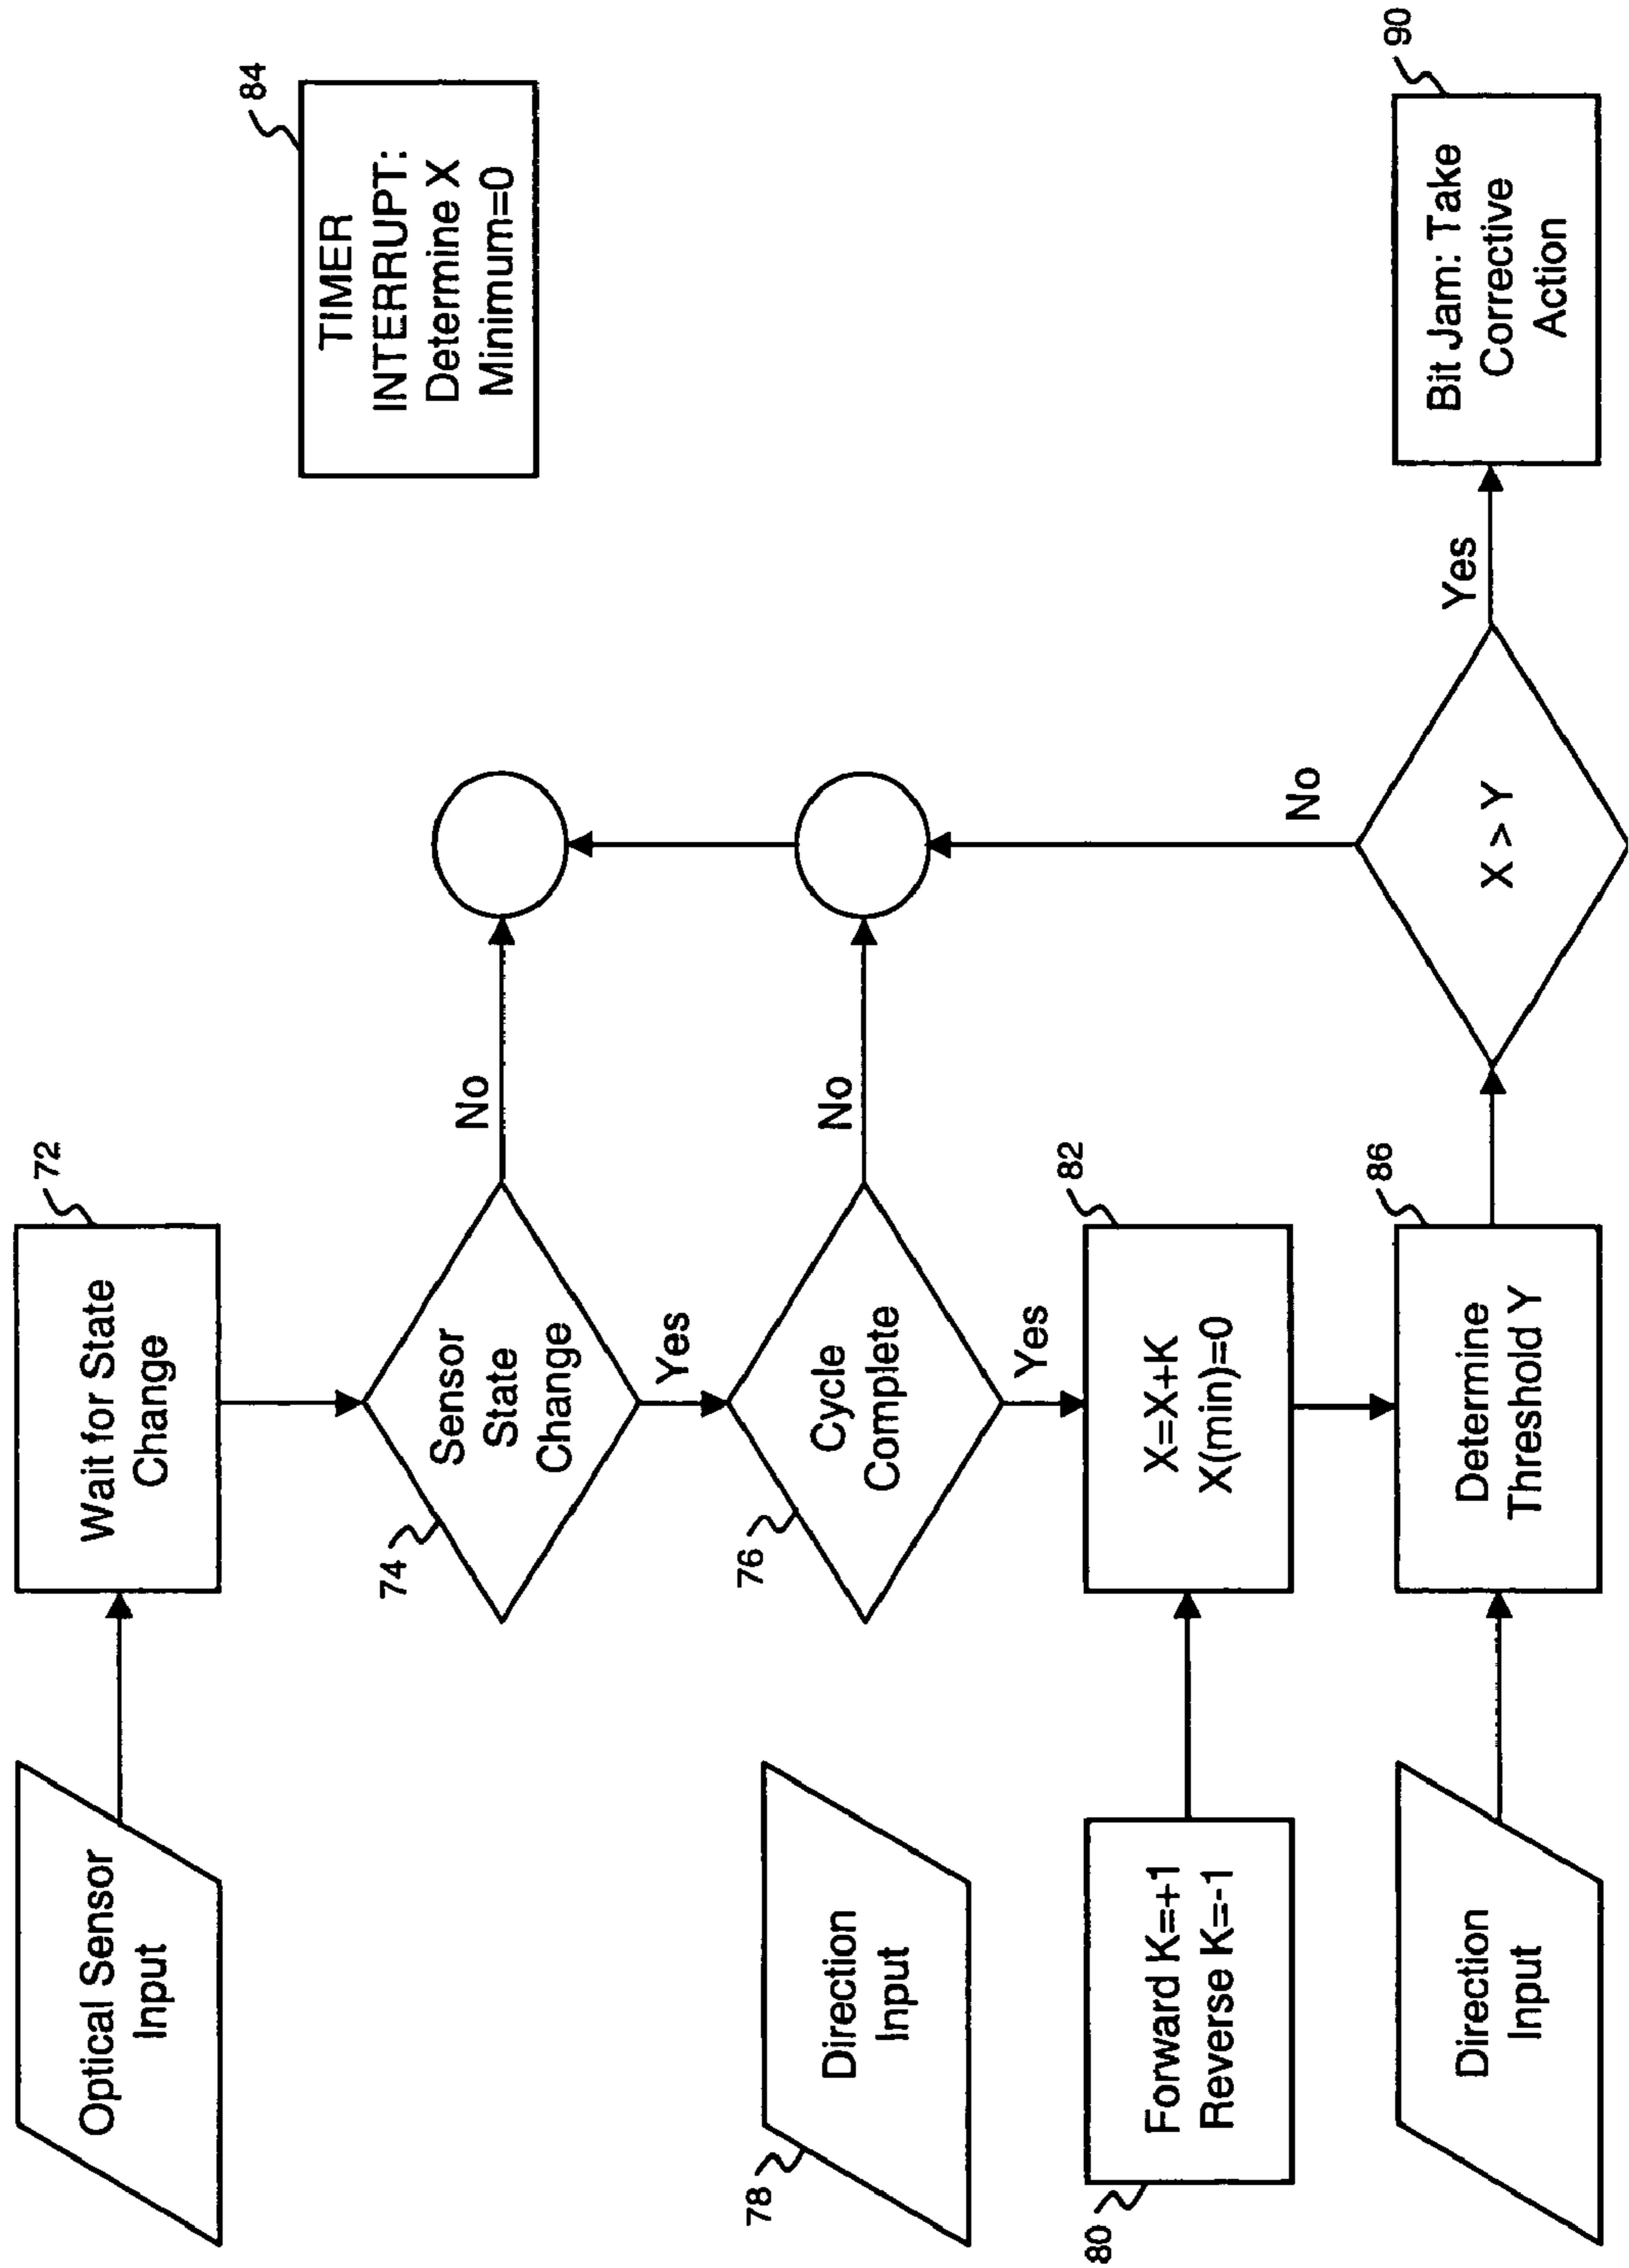 Optical Sensor
Input
Wait for State
Change
72
TIMER
INTERRUPT:
Determine X
Minimum=0
84
Sensor
State
Change
74
No
Yes
Direction
Input
78
Cycle
Complete
76
No
Yes
Forward K=+1
Reverse K=-1
80
X=X+K
X(min)=0
82
Direction
Input
Determine
Threshold Y
86
X > Y
No
Yes
Bit Jam: Take
Corrective
Action
90